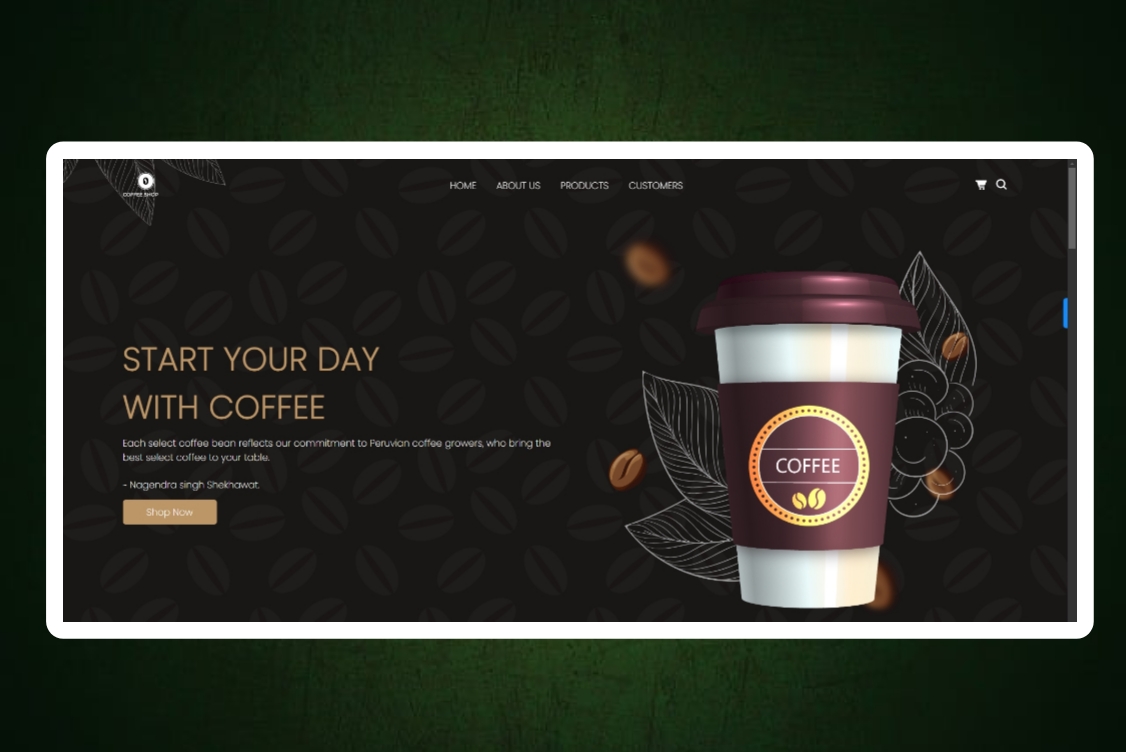 COFFEE SHOP
HOME ABOUT US PRODUCTS CUSTOMERS
START YOUR DAY
WITH COFFEE
Each select coffee bean reflects our commitment to Peruvian coffee growers, who bring the
best select coffee to your table.
- Nagendra singh Shekhawat.
Shop Now
COFFEE